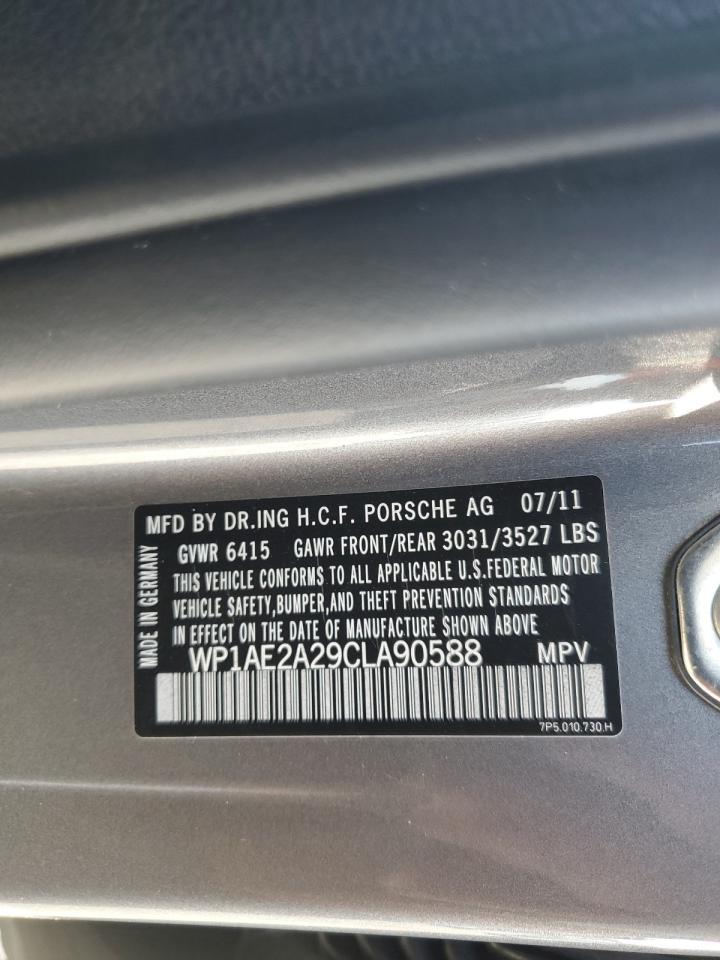 MFD BY DR.ING H.C.F. PORSCHE AG 07/11
GVWR 6415 GAWR FRONT/REAR 3031/3527 LBS
THIS VEHICLE CONFORMS TO ALL APPLICABLE U.S.FEDERAL MOTOR
VEHICLE SAFETY,BUMPER,AND THEFT PREVENTION STANDARDS
IN EFFECT ON THE DATE OF MANUFACTURE SHOWN ABOVE
WP1AE2A29CLA90588 MPV
7P5.010.730.H
MADE IN GERMANY